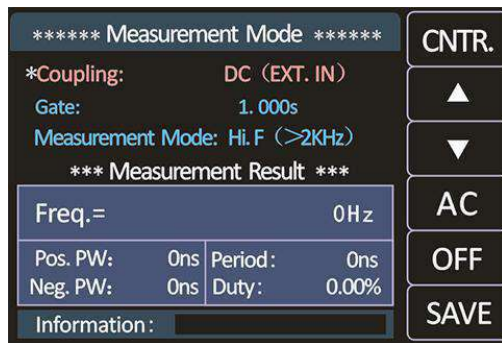 ****** Measurement Mode ******
*Coupling: DC (EXT. IN)
Gate: 1.000s
Measurement Mode: Hi.F (>2KHz)
*** Measurement Result ***
Freq.= 0Hz
Pos. PW: 0ns Period: 0ns
Neg. PW: 0ns Duty: 0.00%
Information:
CNTR.
▲
▼
AC
OFF
SAVE